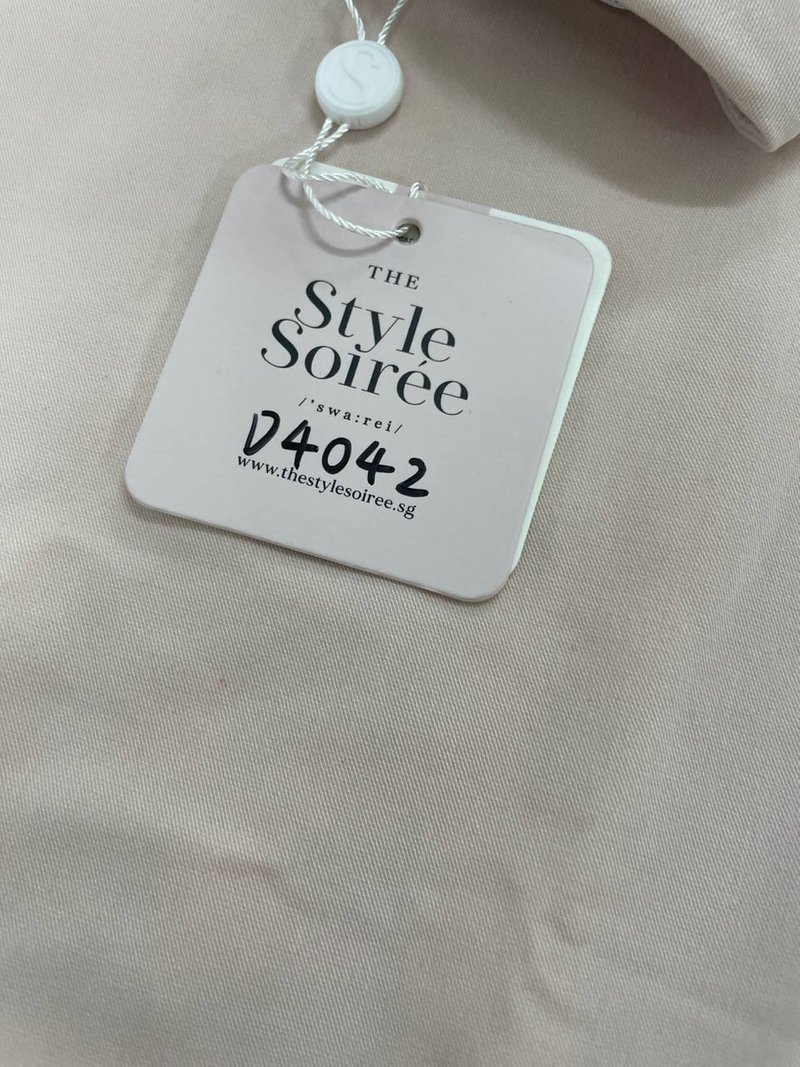 THE
Style
Soirée
/'swa:rei/
D4042
www.thestylesoiree.sg